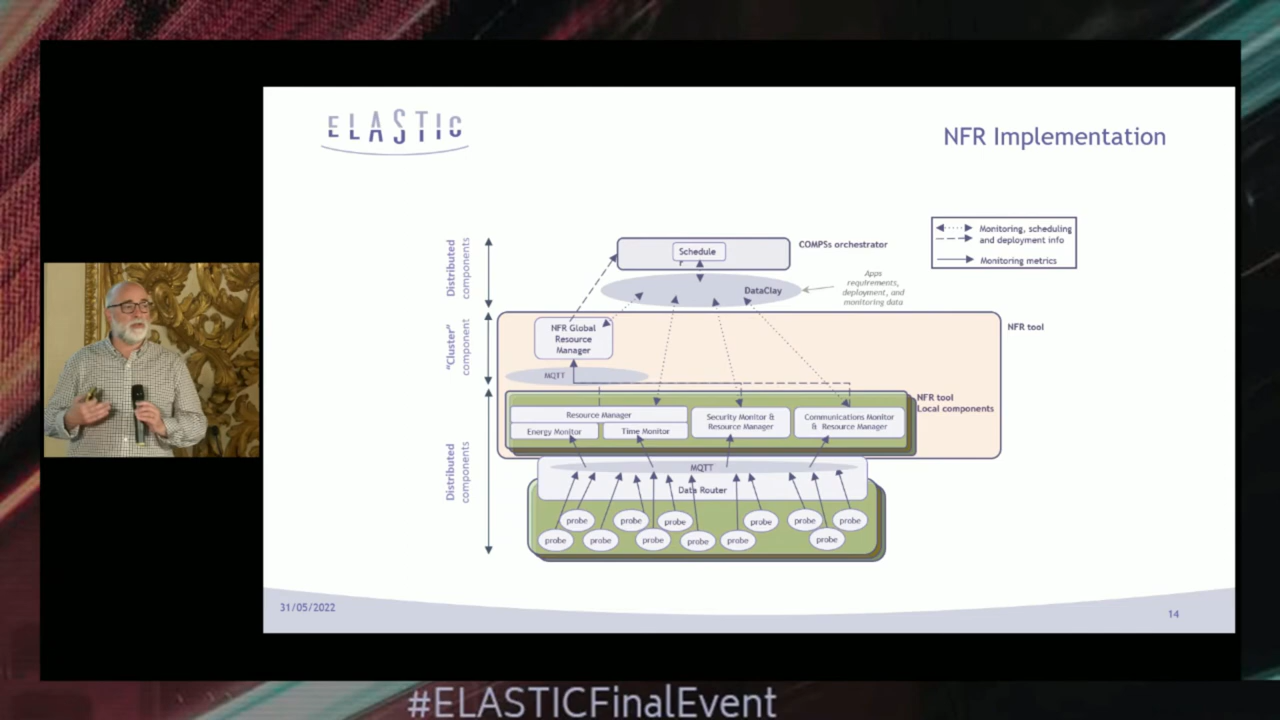 ELASTIC
NFR Implementation
Distributed
components
"Cluster"
component
Distributed
components
Schedule
r
COMPSs orchestrator
DataClay
Apps
requirements,
deployment, and
monitoring data
Monitoring, scheduling
and deployment info
Monitoring metrics
NFR Global
Resource
Manager
NFR tool
MQTT
NFR tool
Local components
Resource Manager
Energy Monitor
Time Monitor
Security Monitor &
Resource Manager
Communications Monitor
& Resource Manager
MQTT
Data Router
probe
probe
probe
probe
probe
probe
probe
probe
probe
probe
probe
probe
probe
31/05/2022
14
#ELASTICFinalEvent